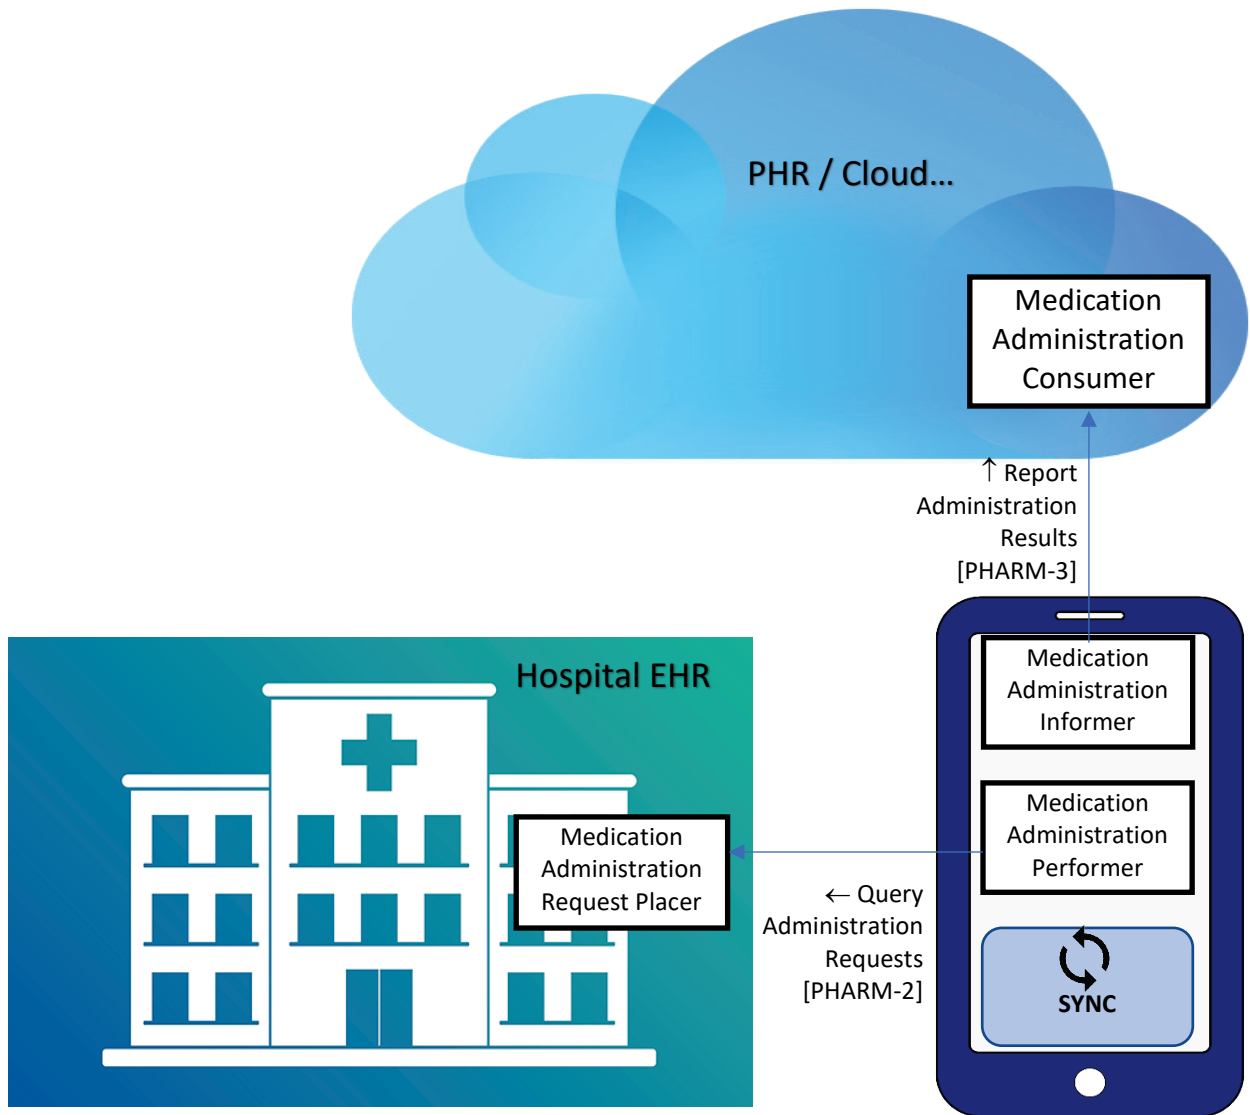 PHR / Cloud...
Medication
Administration
Consumer
↑ Report
Administration
Results
[PHARM-3]
Hospital EHR
Medication
Administration
Informer
Medication
Administration
Performer
Medication
Administration
Request Placer
← Query
Administration
Requests
[PHARM-2]
SYNC